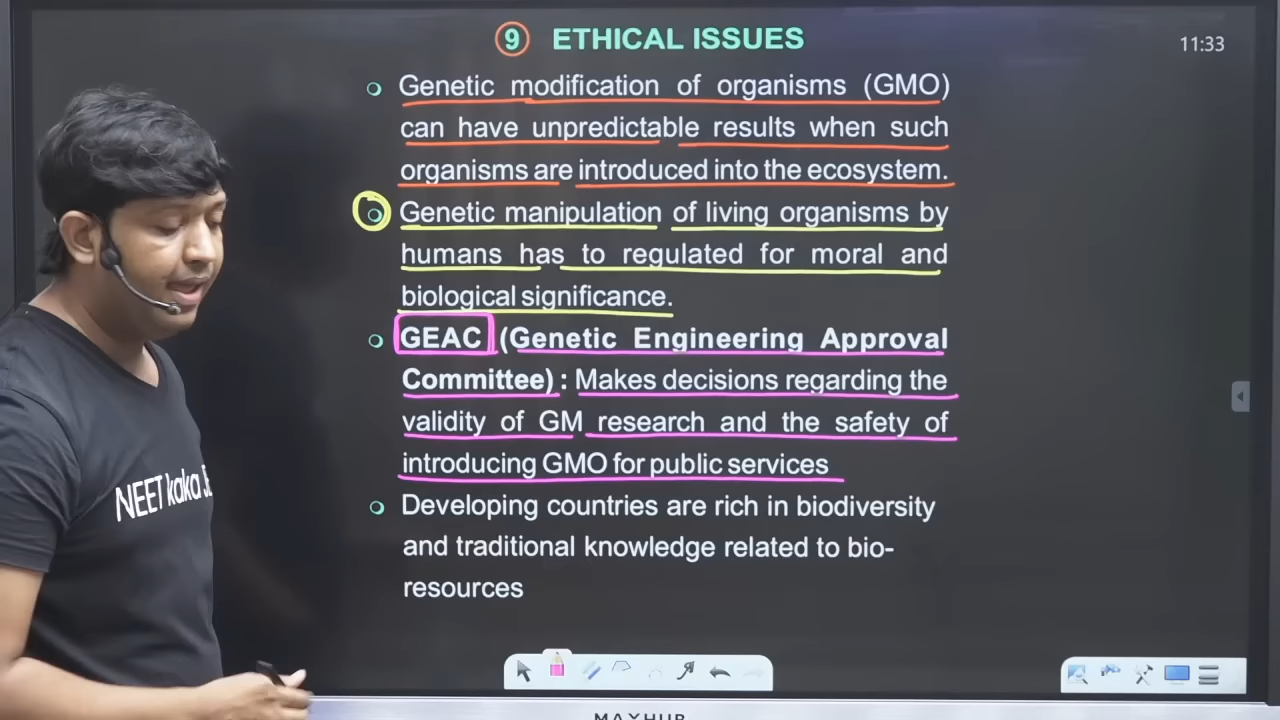 9 ETHICAL ISSUES
11:33
Genetic modification of organisms (GMO)
can have unpredictable results when such
organisms are introduced into the ecosystem.
Genetic manipulation of living organisms by
humans has to regulated for moral and
biological significance.
GEAC (Genetic Engineering Approval
Committee) : Makes decisions regarding the
validity of GM research and the safety of
introducing GMO for public services
Developing countries are rich in biodiversity
and traditional knowledge related to bio-
resources
NEET kaka
MAXHUB